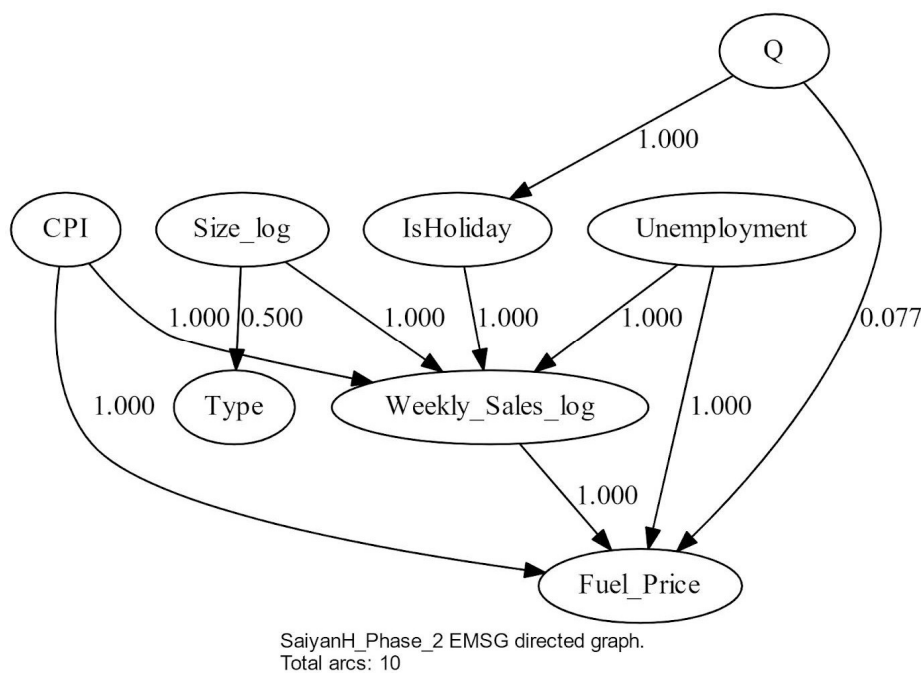 Q
1.000
CPI
Size_log
IsHoliday
Unemployment
1.000
0.500
1.000
1.000
1.000
0.077
Type
Weekly_Sales_log
1.000
1.000
1.000
Fuel_Price
SaiyanH_Phase_2 EMSG directed graph.
Total arcs: 10